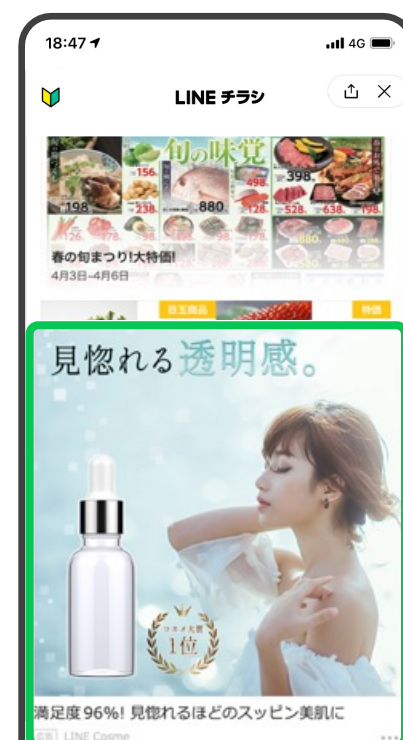 18:47
4G
LINE チラシ
旬の味覚
156
398
498
198
238
880
128
528
638
198
春の旬まつり!大特価!
4月3日-4月6日
目玉商品
特価
見惚れる透明感。
コスメ大賞
1位
満足度96%! 見惚れるほどのスッピン美肌に
広告 LINE Cosme